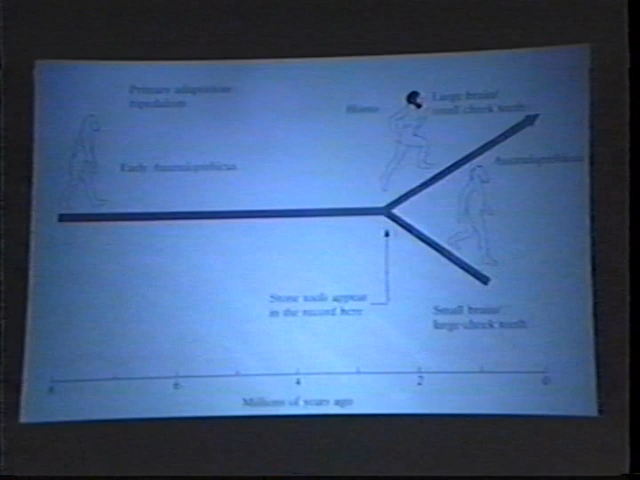 Primary adaptation:
bipedalism
Homo
Large brain/
small cheek teeth
Early Australopithecus
Australopithecus
Stone tools appear
in the record here
Small brain/
large cheek teeth
8 6 4 2 0
Millions of years ago